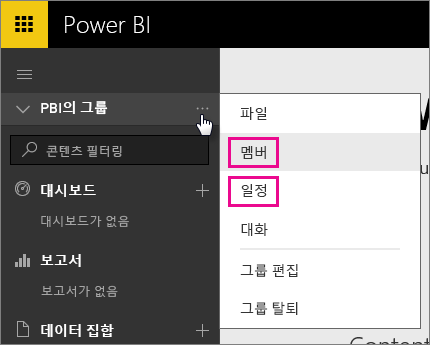 Power BI
PBI의 그룹
콘텐츠 필터링
대시보드
대시보드가 없음
보고서
보고서가 없음
데이터 집합
파일
멤버
일정
대화
그룹 편집
그룹 탈퇴
Content